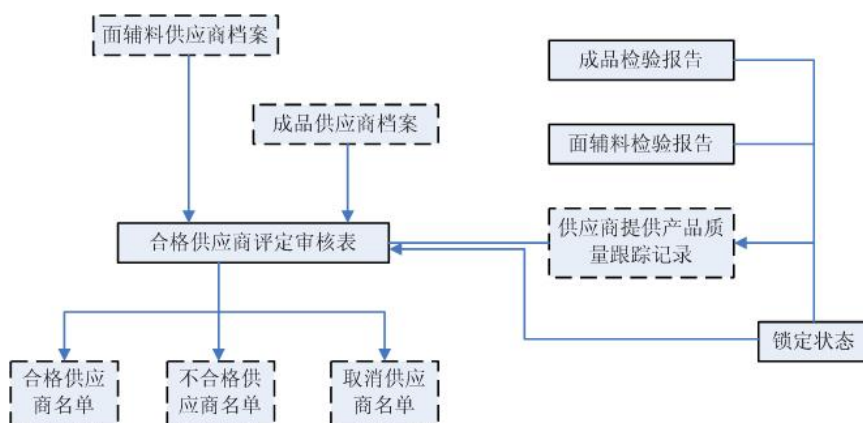 面辅料供应商档案
成品检验报告
成品供应商档案
面辅料检验报告
合格供应商评定审核表
供应商提供产品质
量跟踪记录
锁定状态
合格供应
商名单
不合格供
应商名单
取消供应
商名单